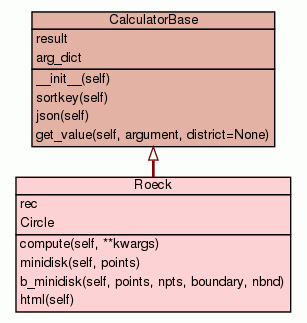 CalculatorBase
result
arg_dict
__init__(self)
sortkey(self)
json(self)
get_value(self, argument, district=None)
Roeck
rec
Circle
compute(self, **kwargs)
minidisk(self, points)
b_minidisk(self, points, npts, boundary, nbnd)
html(self)